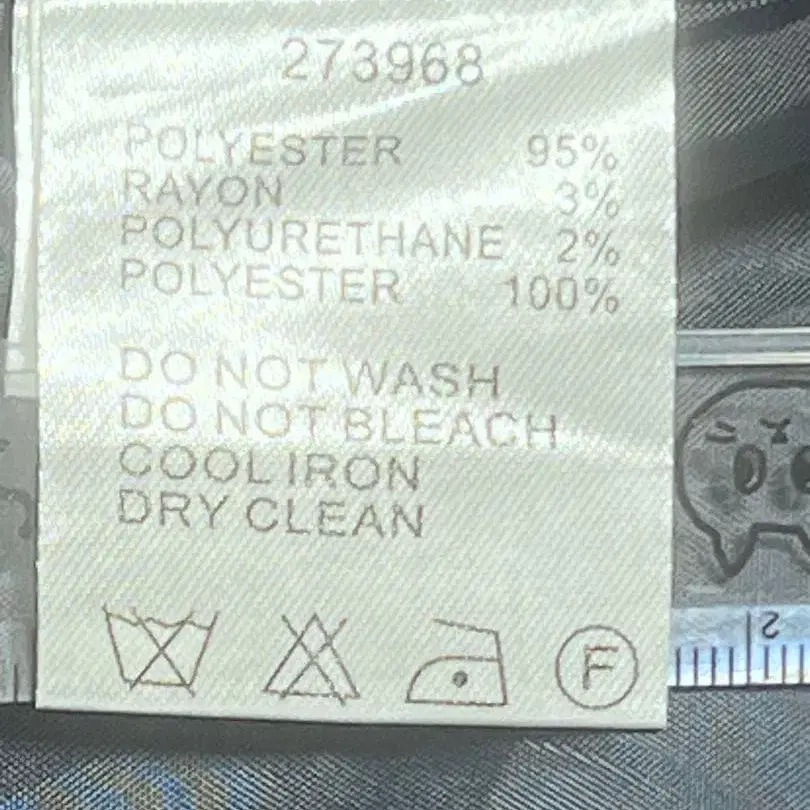 273968
POLYESTER 95%
RAYON 3%
POLYURETHANE 2%
POLYESTER 100%
DO NOT WASH
DO NOT BLEACH
COOL IRON
DRY CLEAN
F
2